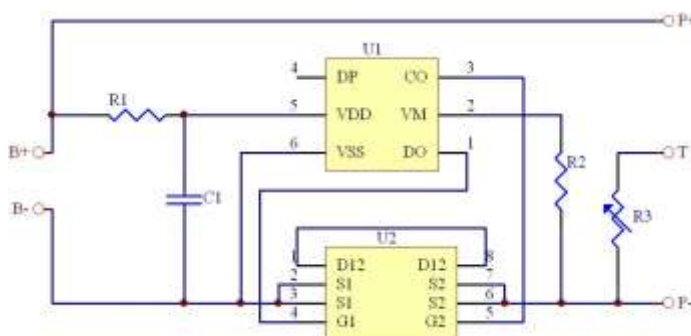 P+
U1
4 DP CO 3
R1
5 VDD VM 2
B+
6 VSS DO 1
T
R2
B-
C1
R3
U2
1 D12 D12 8
2 S1 S2 7
3 S1 S2 6
P-
4 G1 G2 5